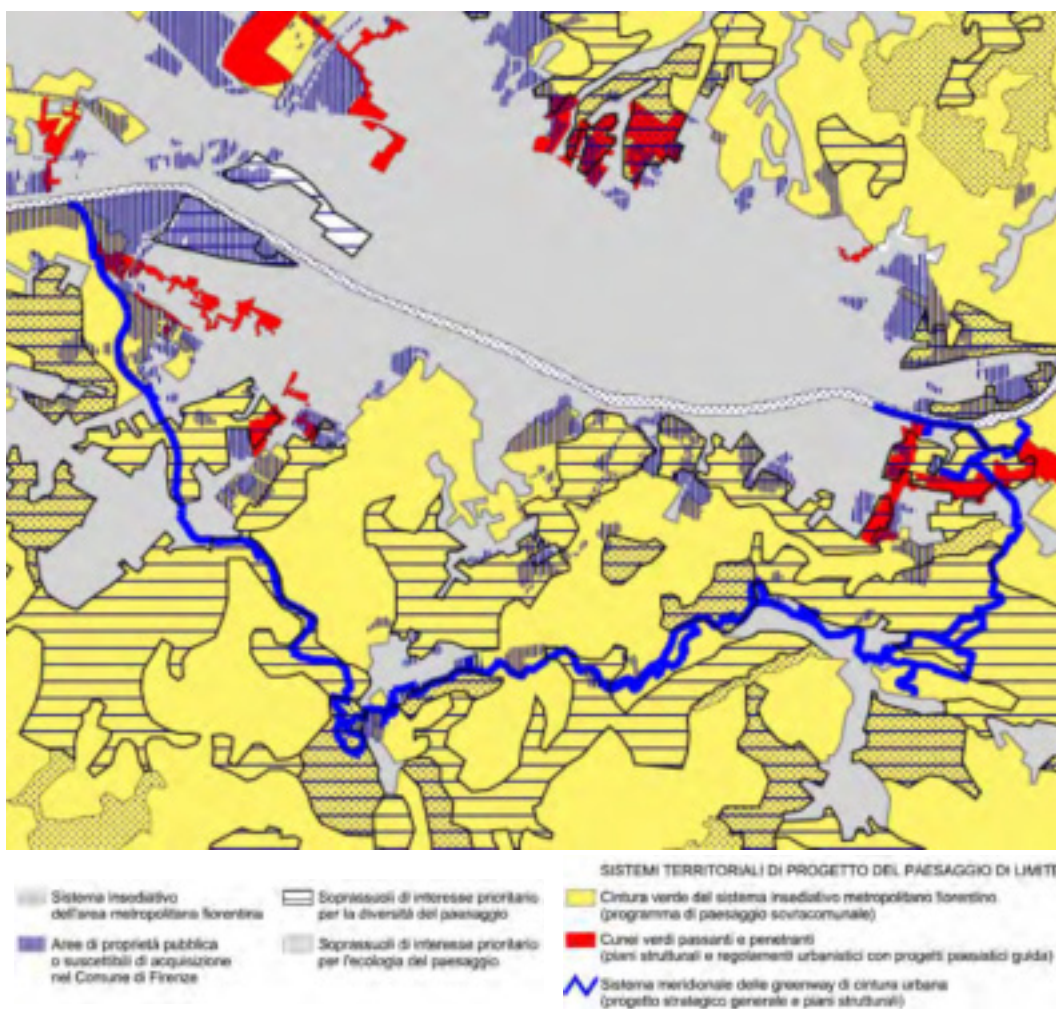 Sistema insediativo
dell'area metropolitana fiorentina
Aree di proprietà pubblica
o suscettibili di acquisizione
nel Comune di Firenze
Soprassuoli di interesse prioritario
per la diversità del paesaggio
Soprassuoli di interesse prioritario
per l'ecologia del paesaggio
SISTEMI TERRITORIALI DI PROGETTO DEL PAESAGGIO DI LIMITE
Cintura verde del sistema insediativo metropolitano fiorentino
(programma di paesaggio sovracomunale)
Cunei verdi passanti e penetranti
(piani strutturali e regolamenti urbanistici con progetti paesistici guida)
Sistema meridionale delle greenway di cintura urbana
(progetto strategico generale e piani strutturali)